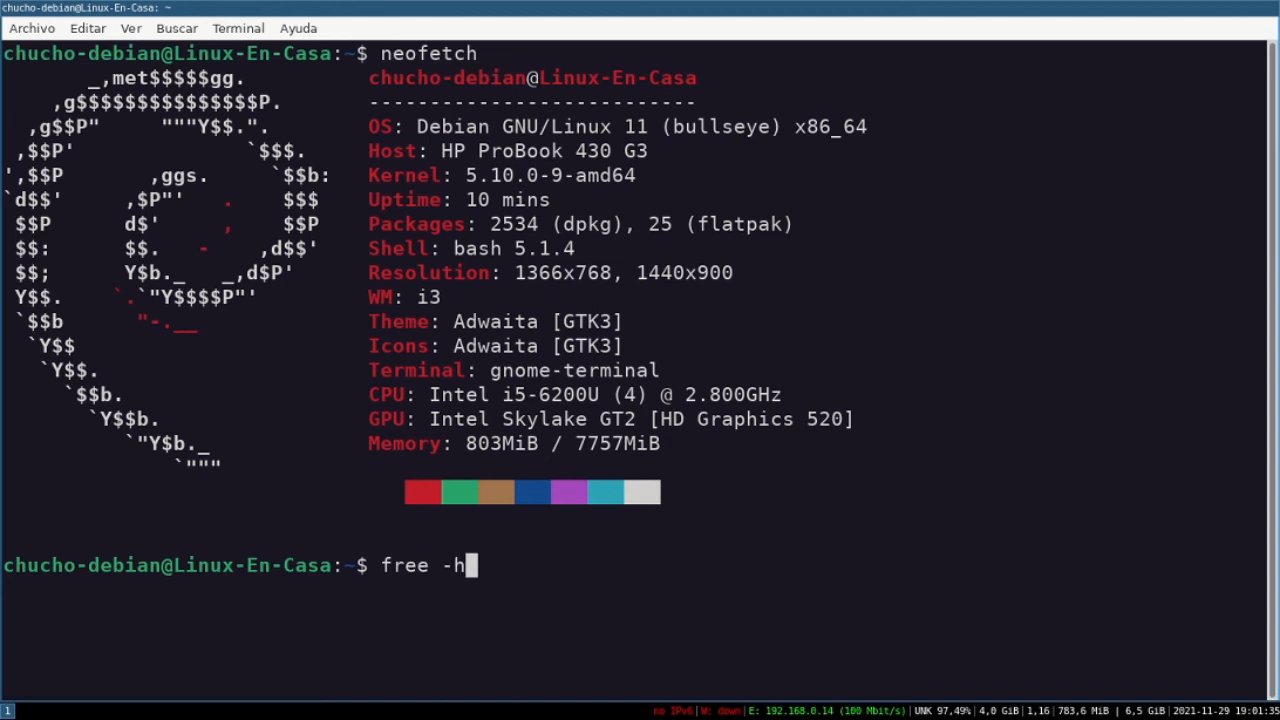 chucho-debian@Linux-En-Casa: ~
Archivo Editar Ver Buscar Terminal Ayuda
chucho-debian@Linux-En-Casa:~$ neofetch
       _,met$$$$$gg.          chucho-debian@Linux-En-Casa
    ,g$$$$$$$$$$$$$$$P.       ---------------------------
  ,g$$P"     """Y$$.".        OS: Debian GNU/Linux 11 (bullseye) x86_64
 ,$$P'              `$$$.     Host: HP ProBook 430 G3
',$$P       ,ggs.     `$$b:   Kernel: 5.10.0-9-amd64
`d$$'     ,$P"'   .    $$$    Uptime: 10 mins
 $$P      d$'     ,    $$P    Packages: 2534 (dpkg), 25 (flatpak)
 $$:      $$.   -    ,d$$'    Shell: bash 5.1.4
 $$;      Y$b._   _,d$P'      Resolution: 1366x768, 1440x900
 Y$$.    `.`"Y$$$$P"'         WM: i3
 `$$b      "-.__              Theme: Adwaita [GTK3]
  `Y$$                        Icons: Adwaita [GTK3]
   `Y$$.                      Terminal: gnome-terminal
     `$$b.                    CPU: Intel i5-6200U (4) @ 2.800GHz
       `Y$$b.                 GPU: Intel Skylake GT2 [HD Graphics 520]
          `"Y$b._             Memory: 803MiB / 7757MiB
              `"""
chucho-debian@Linux-En-Casa:~$ free -h
1 no IPv6|W: down|E: 192.168.0.14 (100 Mbit/s)|UNK 97,49%|4,0 GiB|1,16|783,6 MiB | 6,5 GiB|2021-11-29 19:01:35